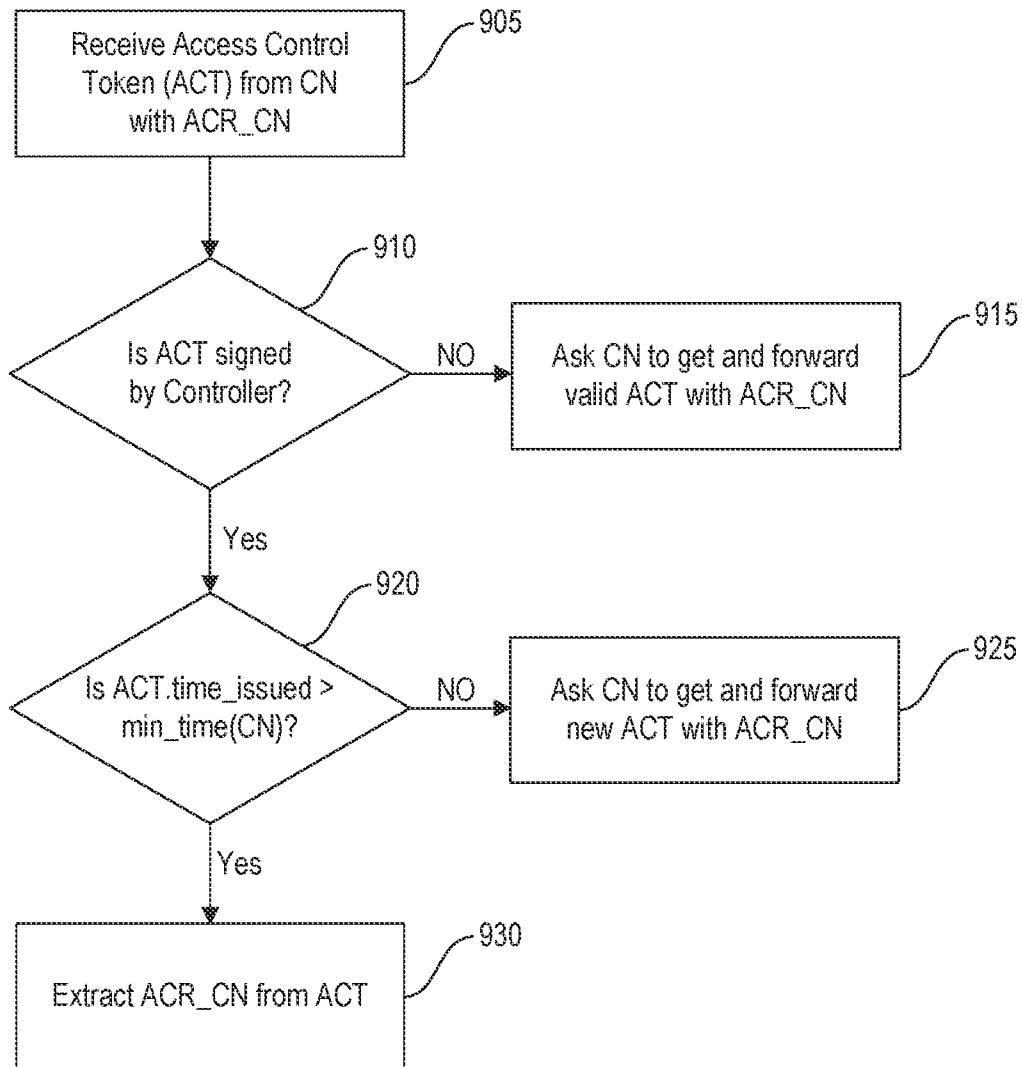 Receive Access Control
Token (ACT) from CN
with ACR_CN
905
910
Is ACT signed
by Controller?
NO
Ask CN to get and forward
valid ACT with ACR_CN
915
Yes
920
Is ACT.time_issued >
min_time(CN)?
NO
Ask CN to get and forward
new ACT with ACR_CN
925
Yes
Extract ACR_CN from ACT
930